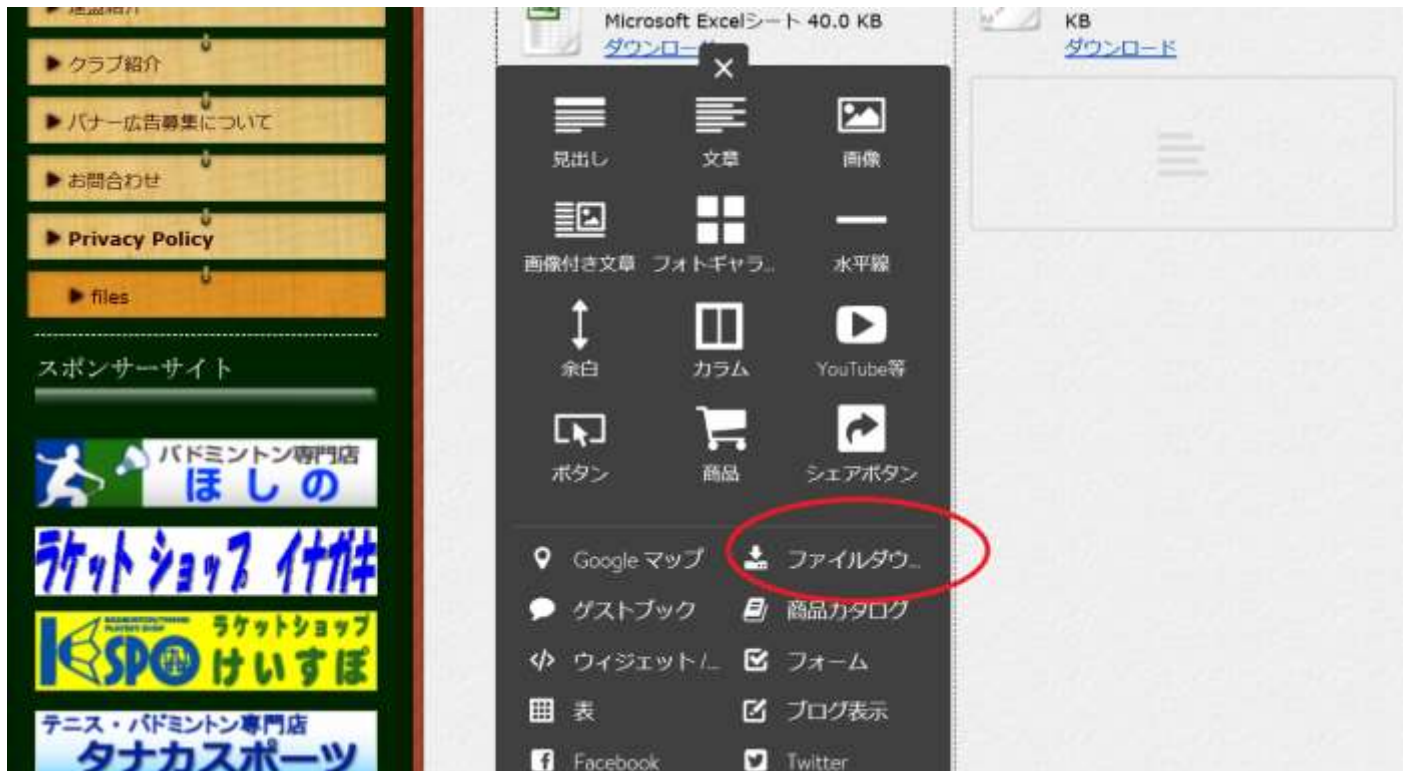 ▶ 連盟紹介
▶ クラブ紹介
▶ バナー広告募集について
▶ お問合わせ
▶ Privacy Policy
▶ files
スポンサーサイト
バドミントン専門店
ほしの
ラケットショップ イナガキ
KSPO
ラケットショップ
けいすぽ
テニス・バドミントン専門店
タナカスポーツ
Microsoft Excelシート 40.0 KB
ダウンロード
×
見出し 文章 画像
画像付き文章 フォトギャラ... 水平線
余白 カラム YouTube等
ボタン 商品 シェアボタン
Google マップ ファイルダウ...
ゲストブック 商品カタログ
ウィジェット/... フォーム
表 ブログ表示
Facebook Twitter
KB
ダウンロード